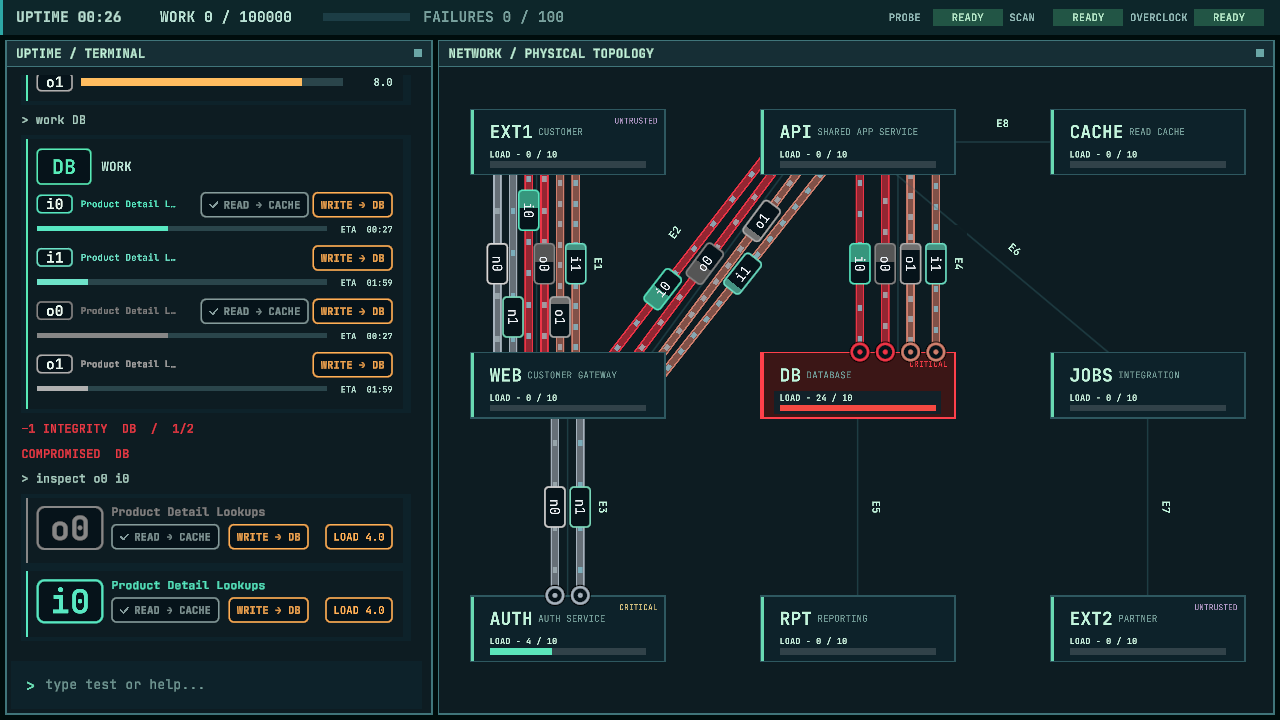 UPTIME 00:26 WORK 0 / 100000 FAILURES 0 / 100 PROBE READY SCAN READY OVERCLOCK READY
UPTIME / TERMINAL
o1 8.0
> work DB
DB WORK
i0 Product Detail L… ✓ READ → CACHE WRITE → DB
ETA 00:27
i1 Product Detail L… WRITE → DB
ETA 01:59
o0 Product Detail L… ✓ READ → CACHE WRITE → DB
ETA 00:27
o1 Product Detail L… WRITE → DB
ETA 01:59
−1 INTEGRITY DB / 1/2
COMPROMISED DB
> inspect o0 i0
o0 Product Detail Lookups
✓ READ → CACHE WRITE → DB LOAD 4.0
i0 Product Detail Lookups
✓ READ → CACHE WRITE → DB LOAD 4.0
> type test or help...
NETWORK / PHYSICAL TOPOLOGY
EXT1 CUSTOMER UNTRUSTED
LOAD - 0 / 10
API SHARED APP SERVICE
LOAD - 0 / 10
E8
CACHE READ CACHE
LOAD - 0 / 10
n0 n1 i0 o0 o1 i1 E1
E2 i0 o0 o1 i1
i0 o0 o1 i1 E4
E6
WEB CUSTOMER GATEWAY
LOAD - 0 / 10
DB DATABASE CRITICAL
LOAD - 24 / 10
JOBS INTEGRATION
LOAD - 0 / 10
n0 n1 E3
E5
E7
AUTH AUTH SERVICE CRITICAL
LOAD - 4 / 10
RPT REPORTING
LOAD - 0 / 10
EXT2 PARTNER UNTRUSTED
LOAD - 0 / 10